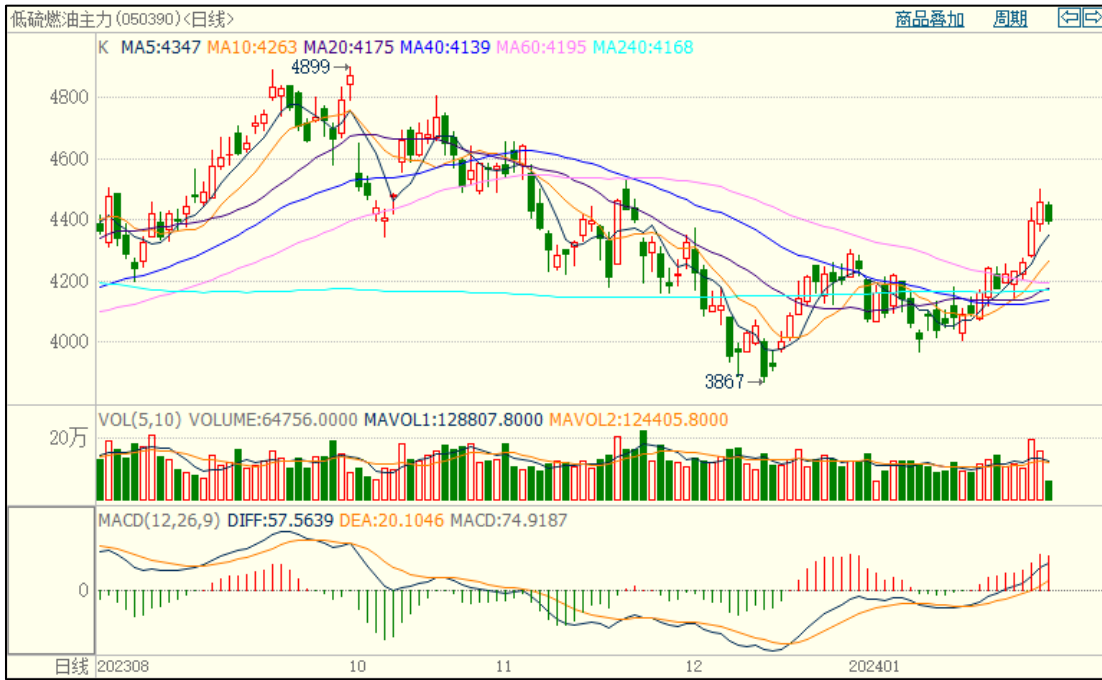 低硫燃油主力(050390)<日线> 商品叠加 周期
K MA5:4347 MA10:4263 MA20:4175 MA40:4139 MA60:4195 MA240:4168
4899
4800
4600
4400
4200
4000
3867
VOL(5,10) VOLUME:64756.0000 MAVOL1:128807.8000 MAVOL2:124405.8000
20万
MACD(12,26,9) DIFF:57.5639 DEA:20.1046 MACD:74.9187
0
日线 202308 10 11 12 202401